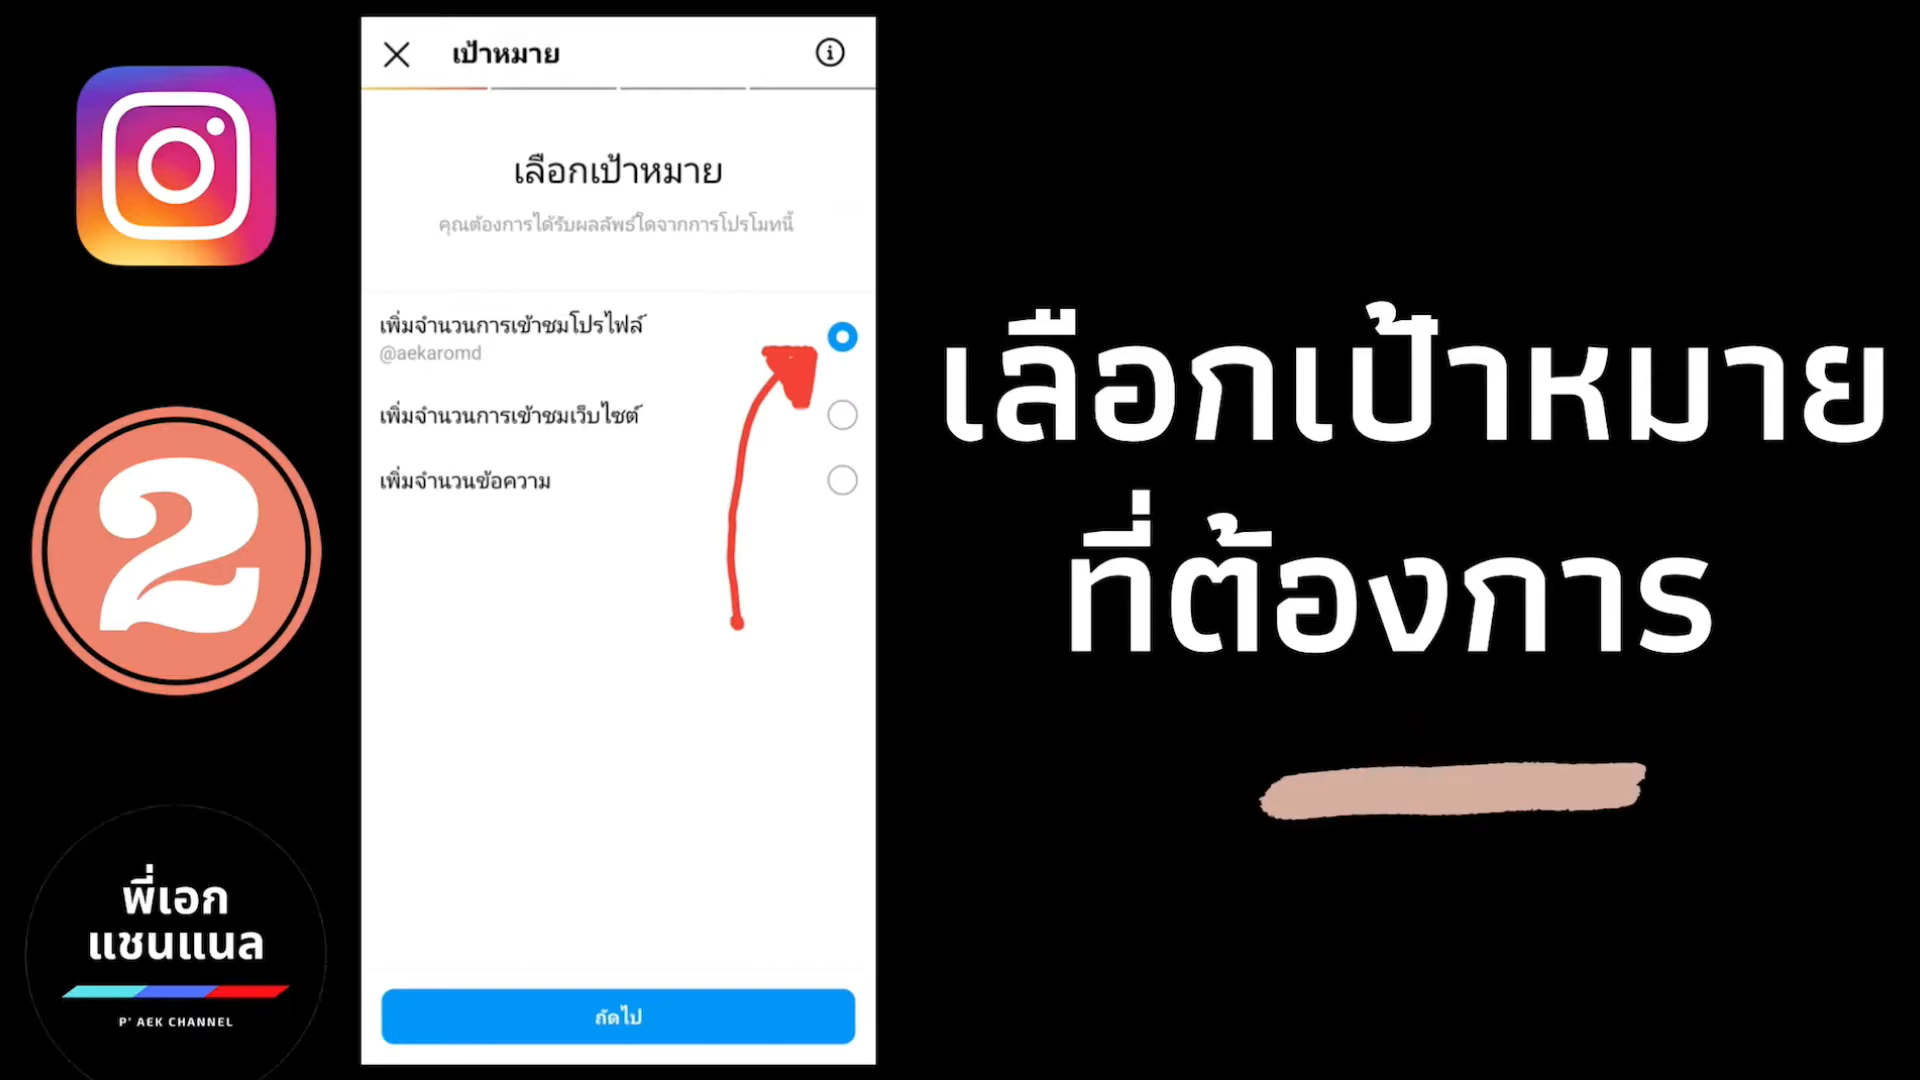 2
พี่เอก
แชนแนล
P' AEK CHANNEL
เป้าหมาย
เลือกเป้าหมาย
คุณต้องการได้รับผลลัพธ์ใดจากการโปรโมทนี้
เพิ่มจำนวนการเข้าชมโปรไฟล์
@aekaromd
เพิ่มจำนวนการเข้าชมเว็บไซต์
เพิ่มจำนวนข้อความ
ถัดไป
เลือกเป้าหมาย
ที่ต้องการ